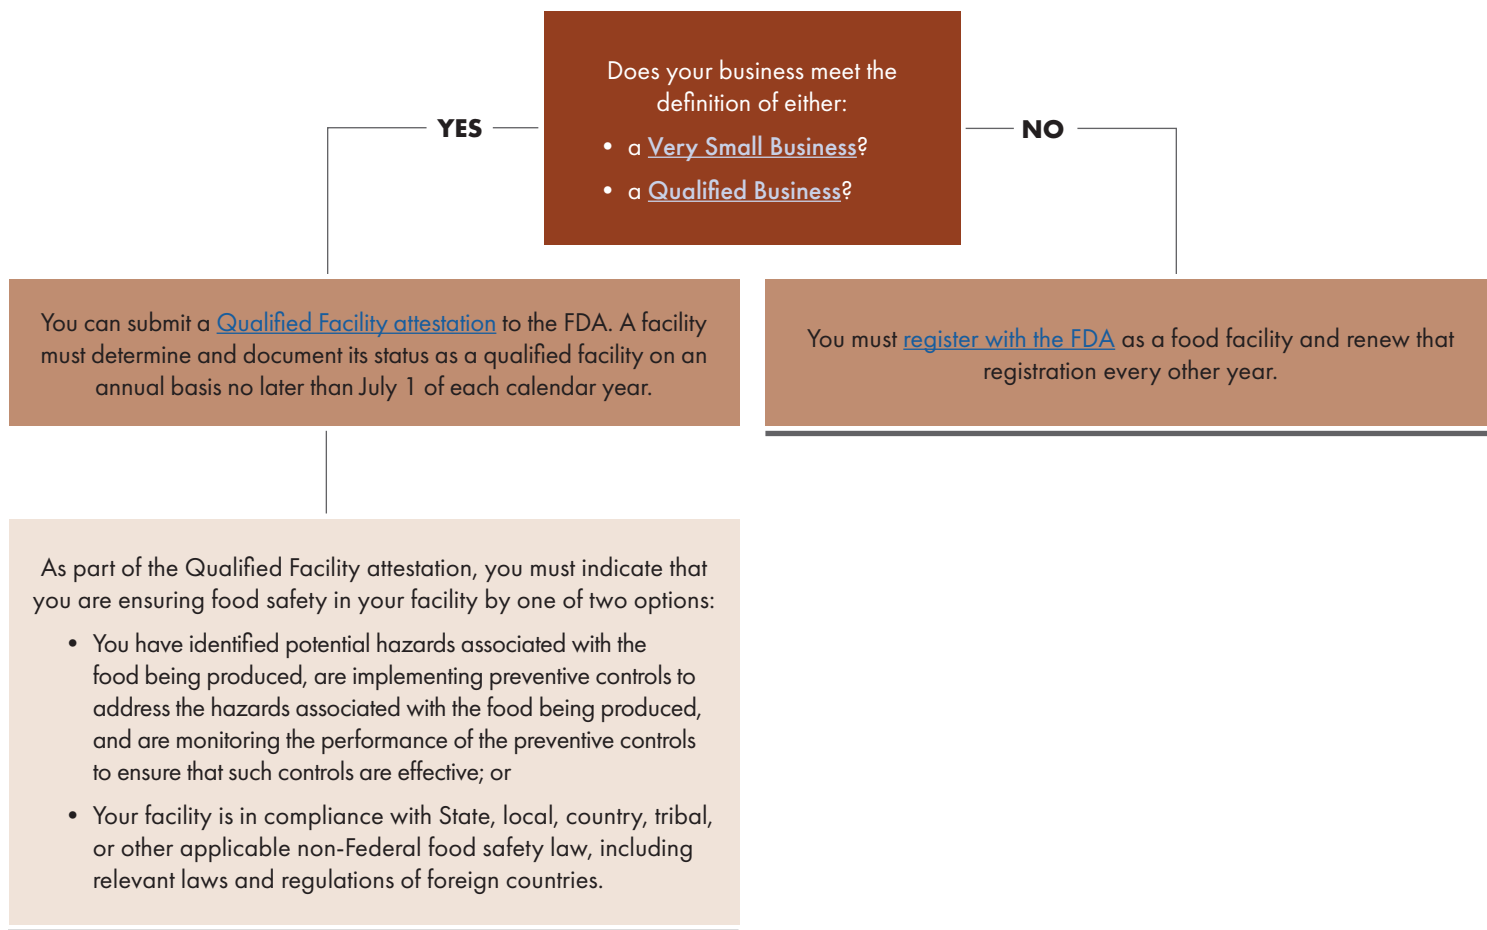 Does your business meet the
definition of either:
• a Very Small Business?
• a Qualified Business?
YES
NO
You can submit a Qualified Facility attestation to the FDA. A facility
must determine and document its status as a qualified facility on an
annual basis no later than July 1 of each calendar year.
You must register with the FDA as a food facility and renew that
registration every other year.
As part of the Qualified Facility attestation, you must indicate that
you are ensuring food safety in your facility by one of two options:
• You have identified potential hazards associated with the
food being produced, are implementing preventive controls to
address the hazards associated with the food being produced,
and are monitoring the performance of the preventive controls
to ensure that such controls are effective; or
• Your facility is in compliance with State, local, country, tribal,
or other applicable non-Federal food safety law, including
relevant laws and regulations of foreign countries.